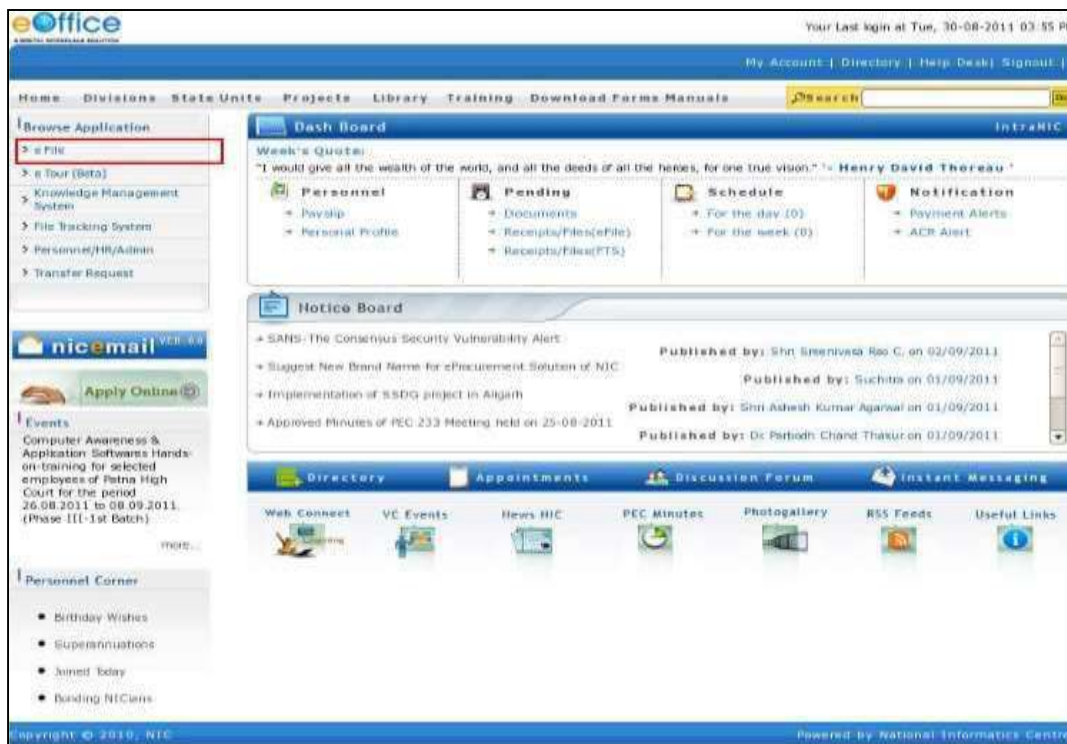 eOffice
A DIGITAL WORKPLACE SOLUTION
Your Last login at Tue, 30-08-2011 03:55 P
My Account | Directory | Help Desk| Signout |
Home Divisions State Units Projects Library Training Download Forms Manuals Search
Browse Application
e File
e Tour (Beta)
Knowledge Management
System
File Tracking System
Personnel/HR/Admin
Transfer Request
Dash Board IntraNIC
Week's Quote:
"I would give all the wealth of the world, and all the deeds of all the heroes, for one true vision." '- Henry David Thoreau '
Personnel
Payslip
Personal Profile
Pending
Documents
Receipts/Files(eFile)
Receipts/Files(FTS)
Schedule
For the day (0)
For the week (0)
Notification
Payment Alerts
ACR Alert
Notice Board
SANS-The Consensus Security Vulnerability Alert
Published by: Shri Sreenivasa Rao C. on 02/09/2011
Suggest New Brand Name for eProcurement Solution of NIC
Published by: Suchitra on 01/09/2011
Implementation of SSDG project in Aligarh
Published by: Shri Ashesh Kumar Agarwal on 01/09/2011
Approved Minutes of PEC 233 Meeting held on 25-08-2011
Published by: Dr. Parbodh Chand Thakur on 01/09/2011
nicemail VER. 6.0
Apply Online
Events
Computer Awareness &
Application Softwares Hands-
on-training for selected
employees of Patna High
Court for the period
26.08.2011 to 08.09.2011.
(Phase III-1st Batch)
more...
Directory Appointments Discussion Forum Instant Messaging
Web Connect VC Events News NIC PEC Minutes Photogallery RSS Feeds Useful Links
Personnel Corner
Birthday Wishes
Superannuations
Joined Today
Bonding NICians
Copyright © 2010, NIC Powered by National Informatics Centre